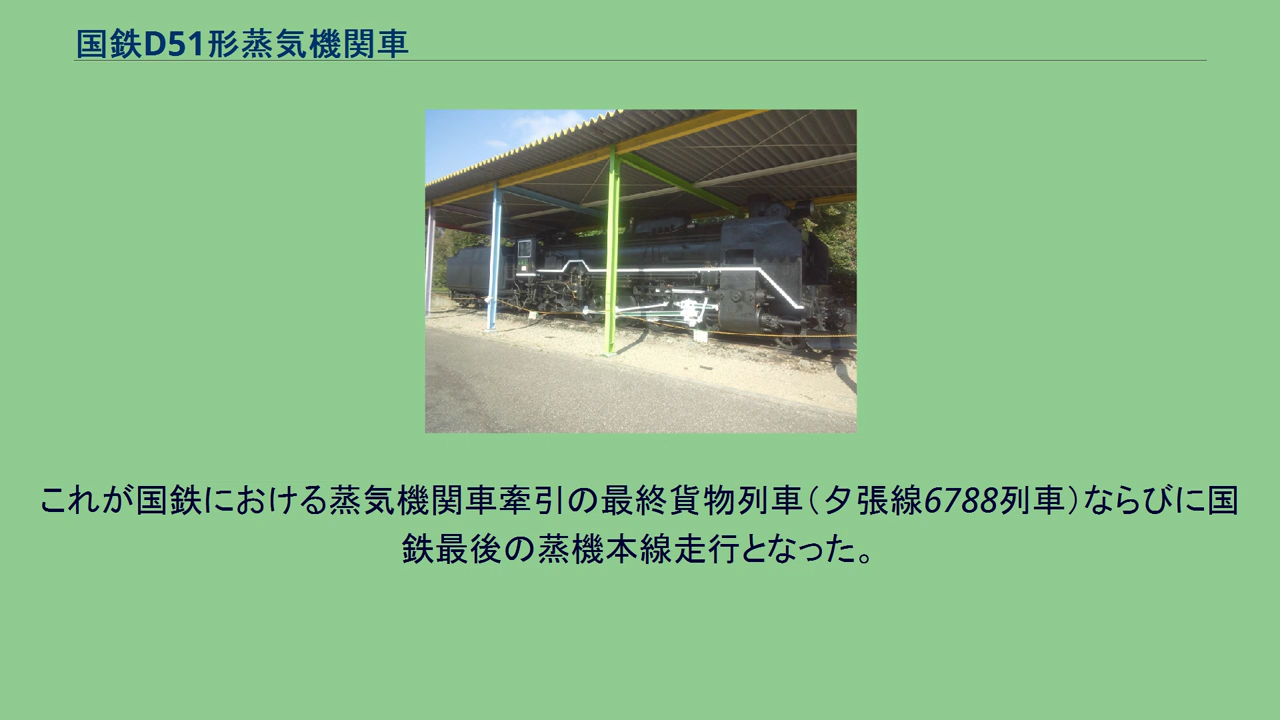 国鉄D51形蒸気機関車
これが国鉄における蒸気機関車牽引の最終貨物列車（夕張線6788列車）ならびに国
鉄最後の蒸機本線走行となった。